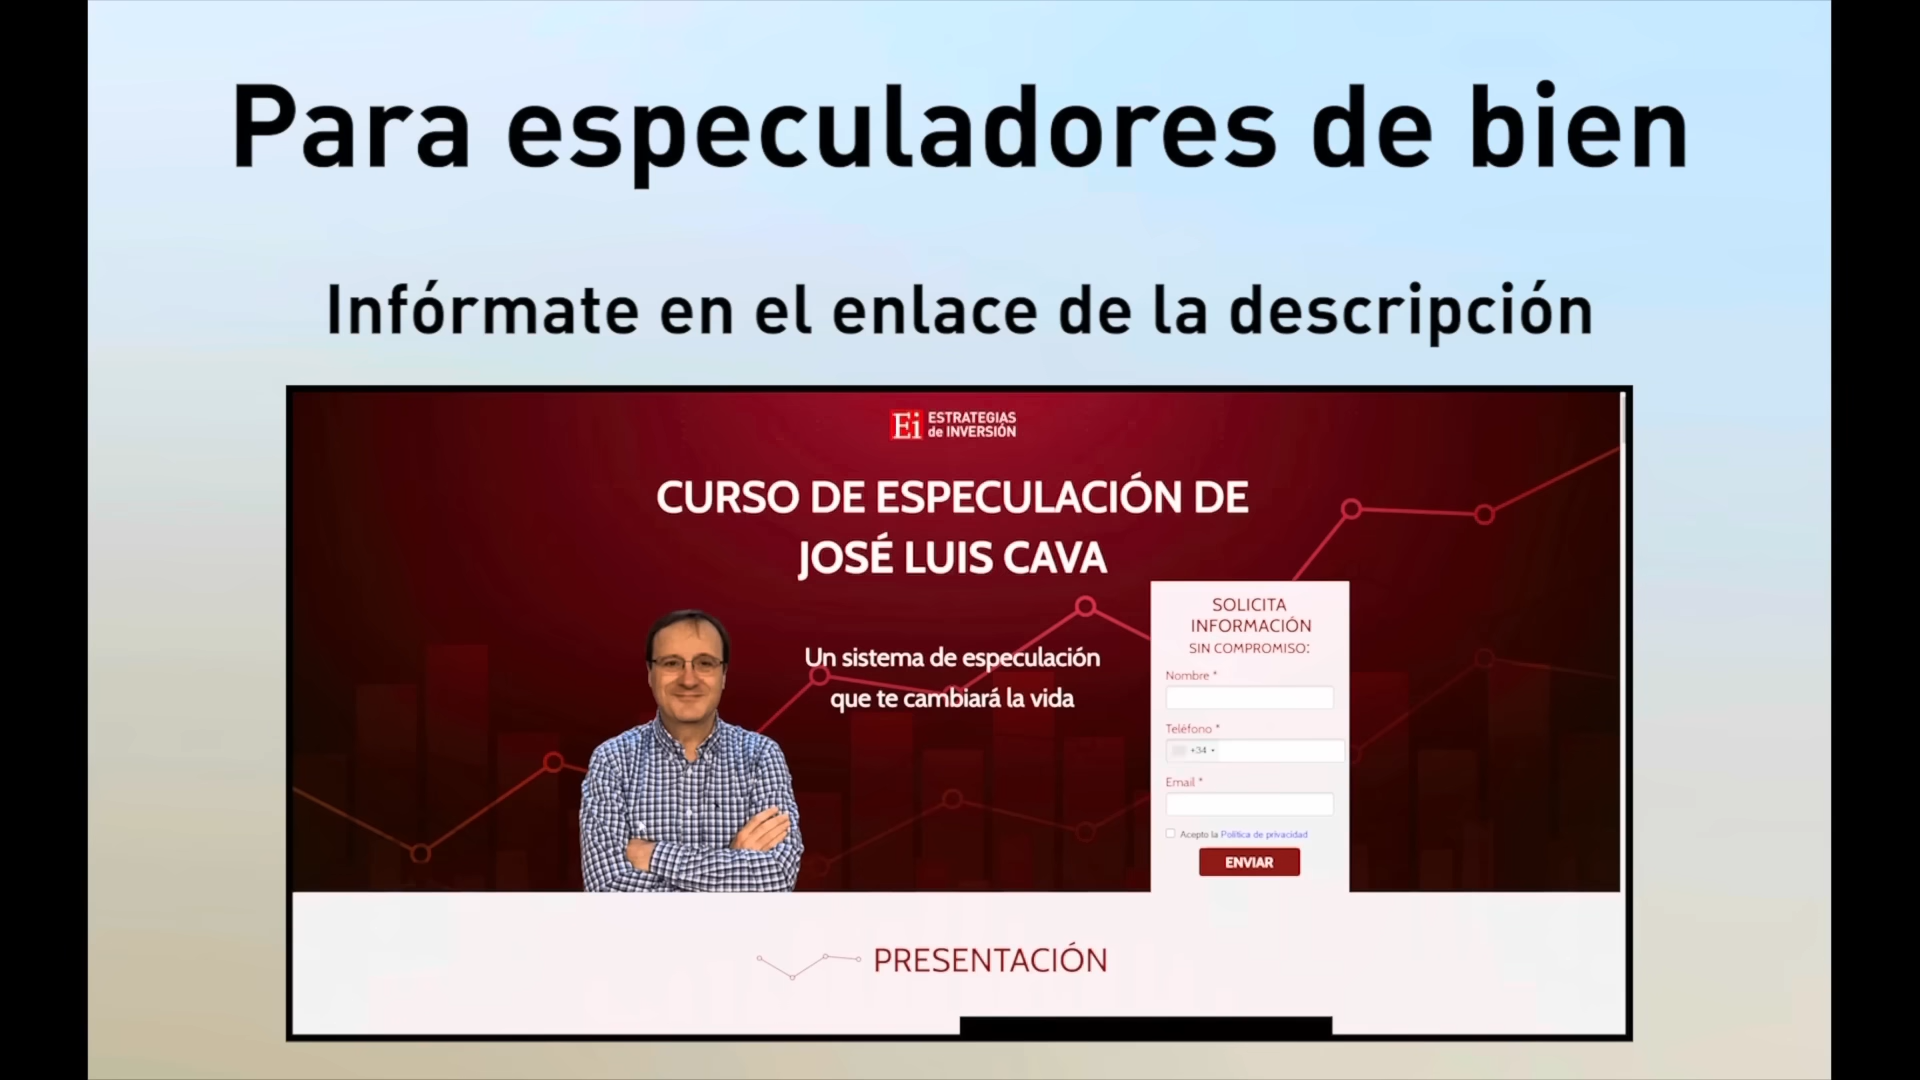 Para especuladores de bien
Infórmate en el enlace de la descripción
Ei ESTRATEGIAS
de INVERSIÓN
CURSO DE ESPECULACIÓN DE
JOSÉ LUIS CAVA
Un sistema de especulación
que te cambiará la vida
SOLICITA
INFORMACIÓN
SIN COMPROMISO:
Nombre *
Teléfono *
+34
Email *
Acepto la Política de privacidad
ENVIAR
PRESENTACIÓN